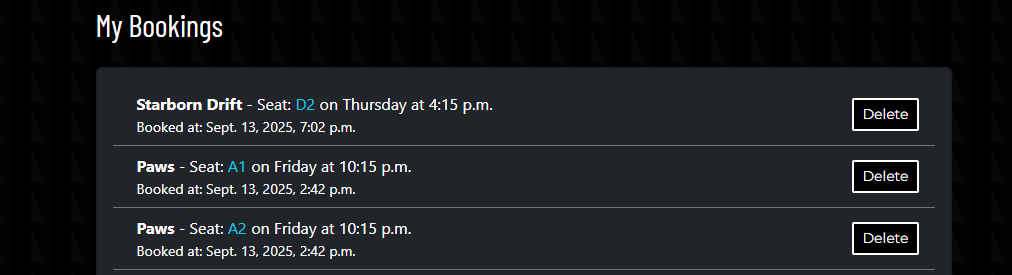 My Bookings
Starborn Drift - Seat: D2 on Thursday at 4:15 p.m.
Booked at: Sept. 13, 2025, 7:02 p.m.
Delete
Paws - Seat: A1 on Friday at 10:15 p.m.
Booked at: Sept. 13, 2025, 2:42 p.m.
Delete
Paws - Seat: A2 on Friday at 10:15 p.m.
Booked at: Sept. 13, 2025, 2:42 p.m.
Delete